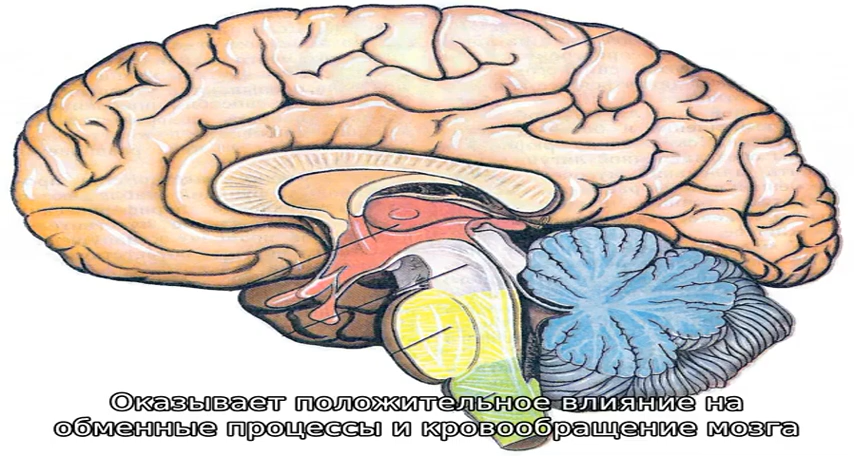 Оказывает положительное влияние на
обменные процессы и кровообращение мозга